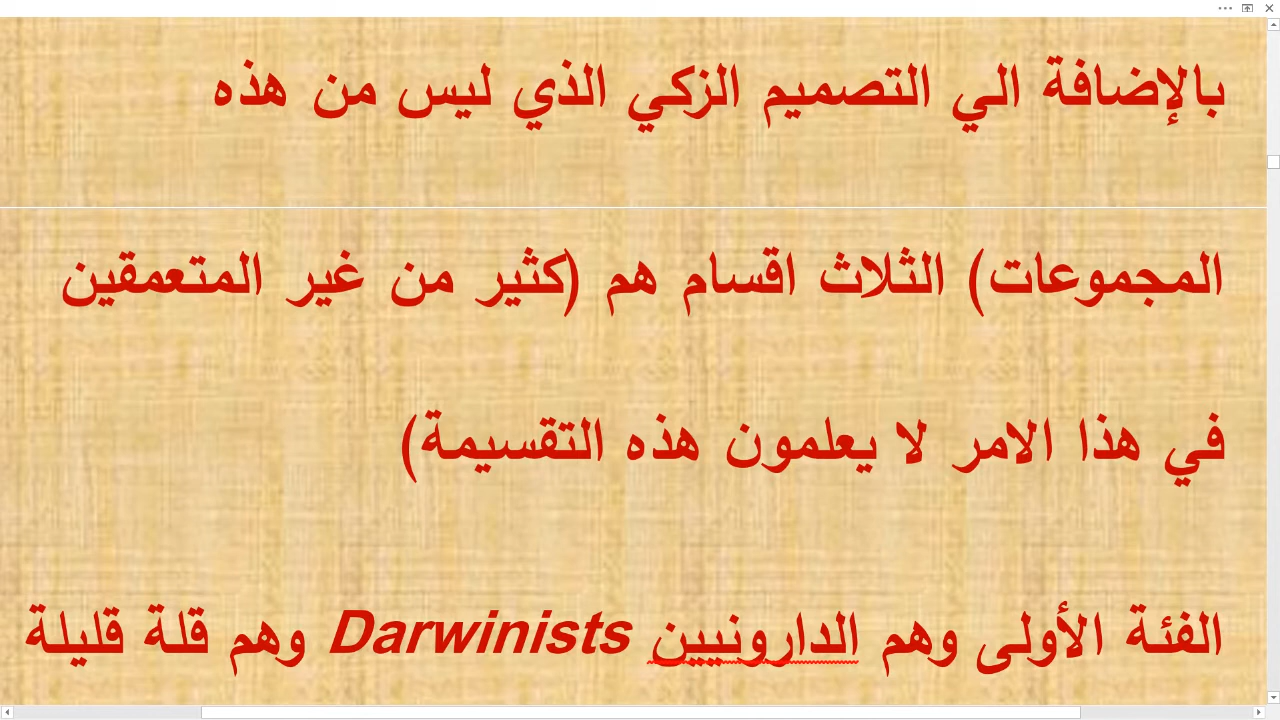 بالإضافة الي التصميم الزكي الذي ليس من هذه
المجموعات) الثلاث اقسام هم (كثير من غير المتعمقين
في هذا الامر لا يعلمون هذه التقسيمة)
الفئة الأولى وهم الدارونيين Darwinists وهم قلة قليلة